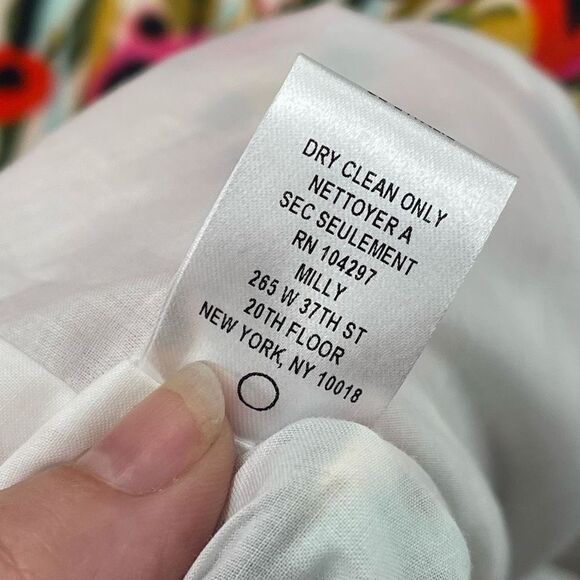 DRY CLEAN ONLY
NETTOYER A
SEC SEULEMENT
RN 104297
MILLY
265 W 37TH ST
20TH FLOOR
NEW YORK, NY 10018